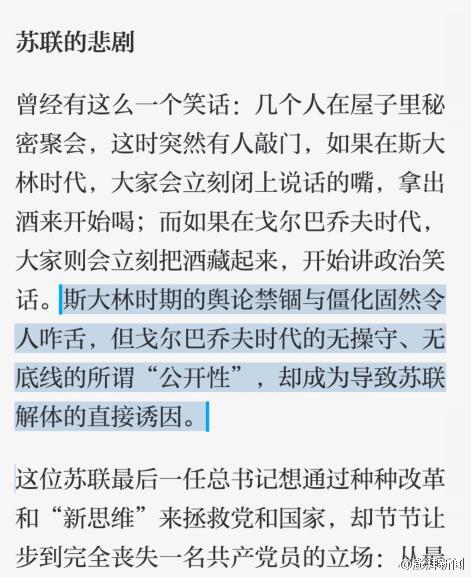 苏联的悲剧
曾经有这么一个笑话：几个人在屋子里秘
密聚会，这时突然有人敲门，如果在斯大
林时代，大家会立刻闭上说话的嘴，拿出
酒来开始喝；而如果在戈尔巴乔夫时代，
大家则会立刻把酒藏起来，开始讲政治笑
话。斯大林时期的舆论禁锢与僵化固然令
人咋舌，但戈尔巴乔夫时代的无操守、无
底线的所谓“公开性”，却成为导致苏联
解体的直接诱因。
这位苏联最后一任总书记想通过种种改革
和“新思维”来拯救党和国家，却节节让
步到完全丧失一名共产党员的立场：从最
@澎湃新闻